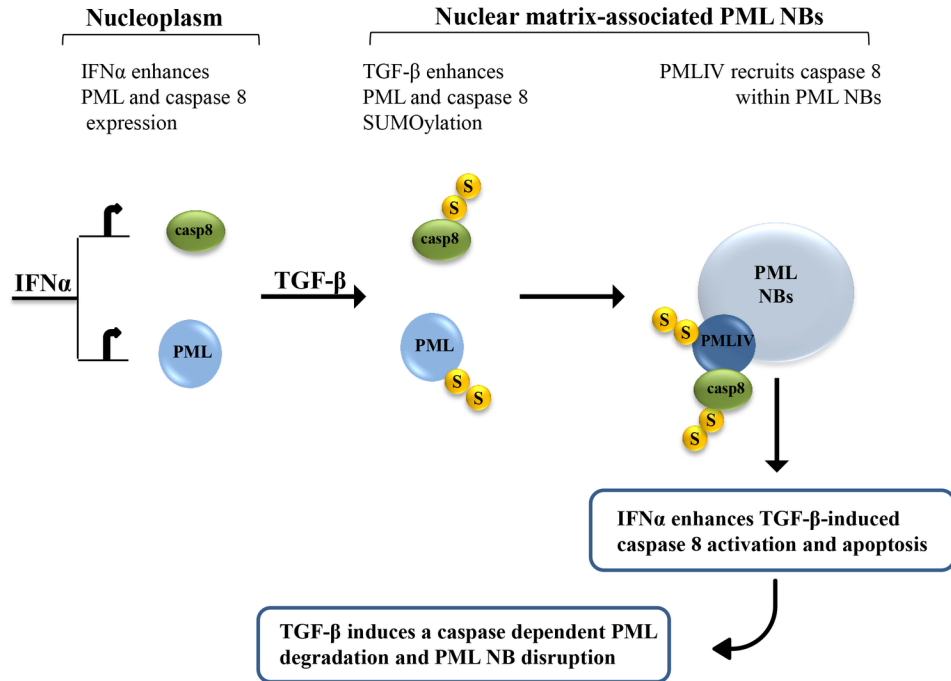 Nucleoplasm
Nuclear matrix-associated PML NBs
IFNα enhances
PML and caspase 8
expression
TGF-β enhances
PML and caspase 8
SUMOylation
PMLIV recruits caspase 8
within PML NBs
S
S
casp8
casp8
IFNα
TGF-β
PML
NBs
S
S
PMLIV
PML
PML
S
S
casp8
S
S
IFNα enhances TGF-β-induced
caspase 8 activation and apoptosis
TGF-β induces a caspase dependent PML
degradation and PML NB disruption